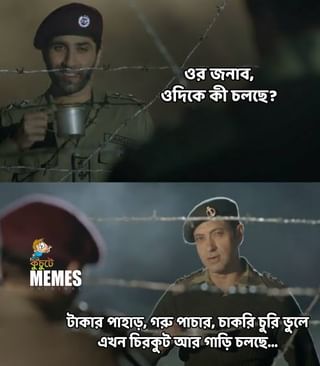 ওর জনাব,
ওদিকে কী চলছে?
কুঁচুটে
MEMES
টাকার পাহাড়, গরু পাচার, চাকরি চুরি ভুলে
এখন চিরকুট আর গাড়ি চলছে...